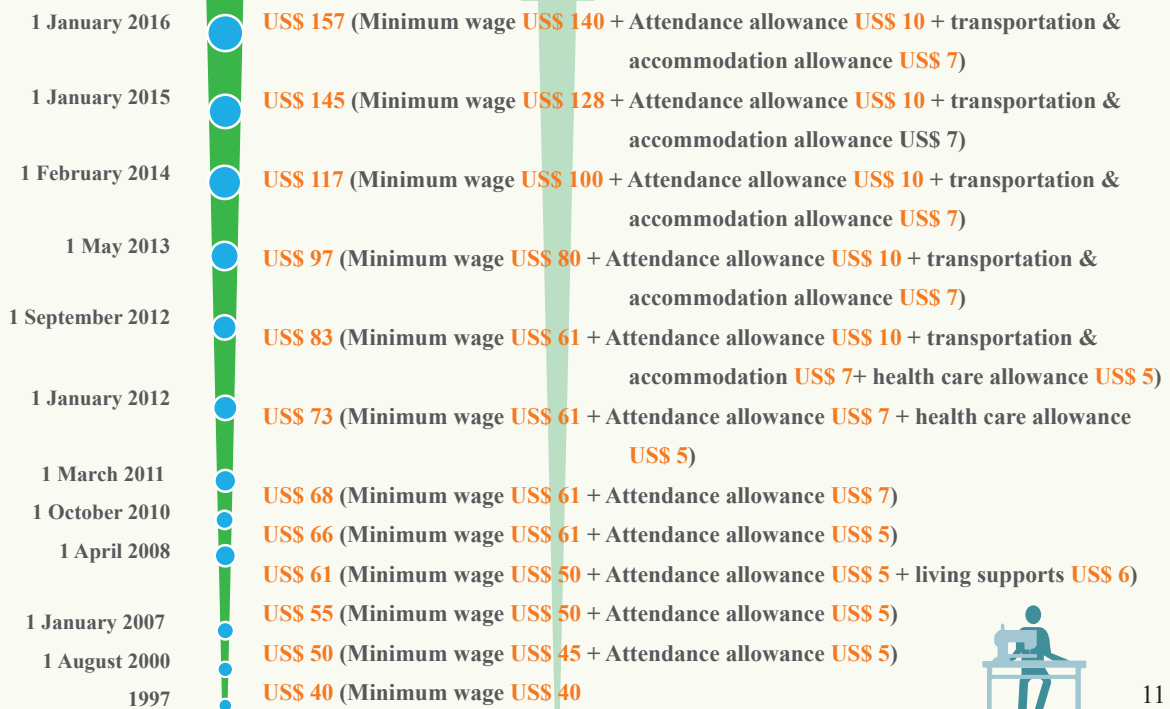 1 January 2016
US$ 157 (Minimum wage US$ 140 + Attendance allowance US$ 10 + transportation &
accommodation allowance US$ 7)
1 January 2015
US$ 145 (Minimum wage US$ 128 + Attendance allowance US$ 10 + transportation &
accommodation allowance US$ 7)
1 February 2014
US$ 117 (Minimum wage US$ 100 + Attendance allowance US$ 10 + transportation &
accommodation allowance US$ 7)
1 May 2013
US$ 97 (Minimum wage US$ 80 + Attendance allowance US$ 10 + transportation &
accommodation allowance US$ 7)
1 September 2012
US$ 83 (Minimum wage US$ 61 + Attendance allowance US$ 10 + transportation &
accommodation US$ 7+ health care allowance US$ 5)
1 January 2012
US$ 73 (Minimum wage US$ 61 + Attendance allowance US$ 7 + health care allowance
US$ 5)
1 March 2011
US$ 68 (Minimum wage US$ 61 + Attendance allowance US$ 7)
1 October 2010
US$ 66 (Minimum wage US$ 61 + Attendance allowance US$ 5)
1 April 2008
US$ 61 (Minimum wage US$ 50 + Attendance allowance US$ 5 + living supports US$ 6)
1 January 2007
US$ 55 (Minimum wage US$ 50 + Attendance allowance US$ 5)
1 August 2000
US$ 50 (Minimum wage US$ 45 + Attendance allowance US$ 5)
1997
US$ 40 (Minimum wage US$ 40
11